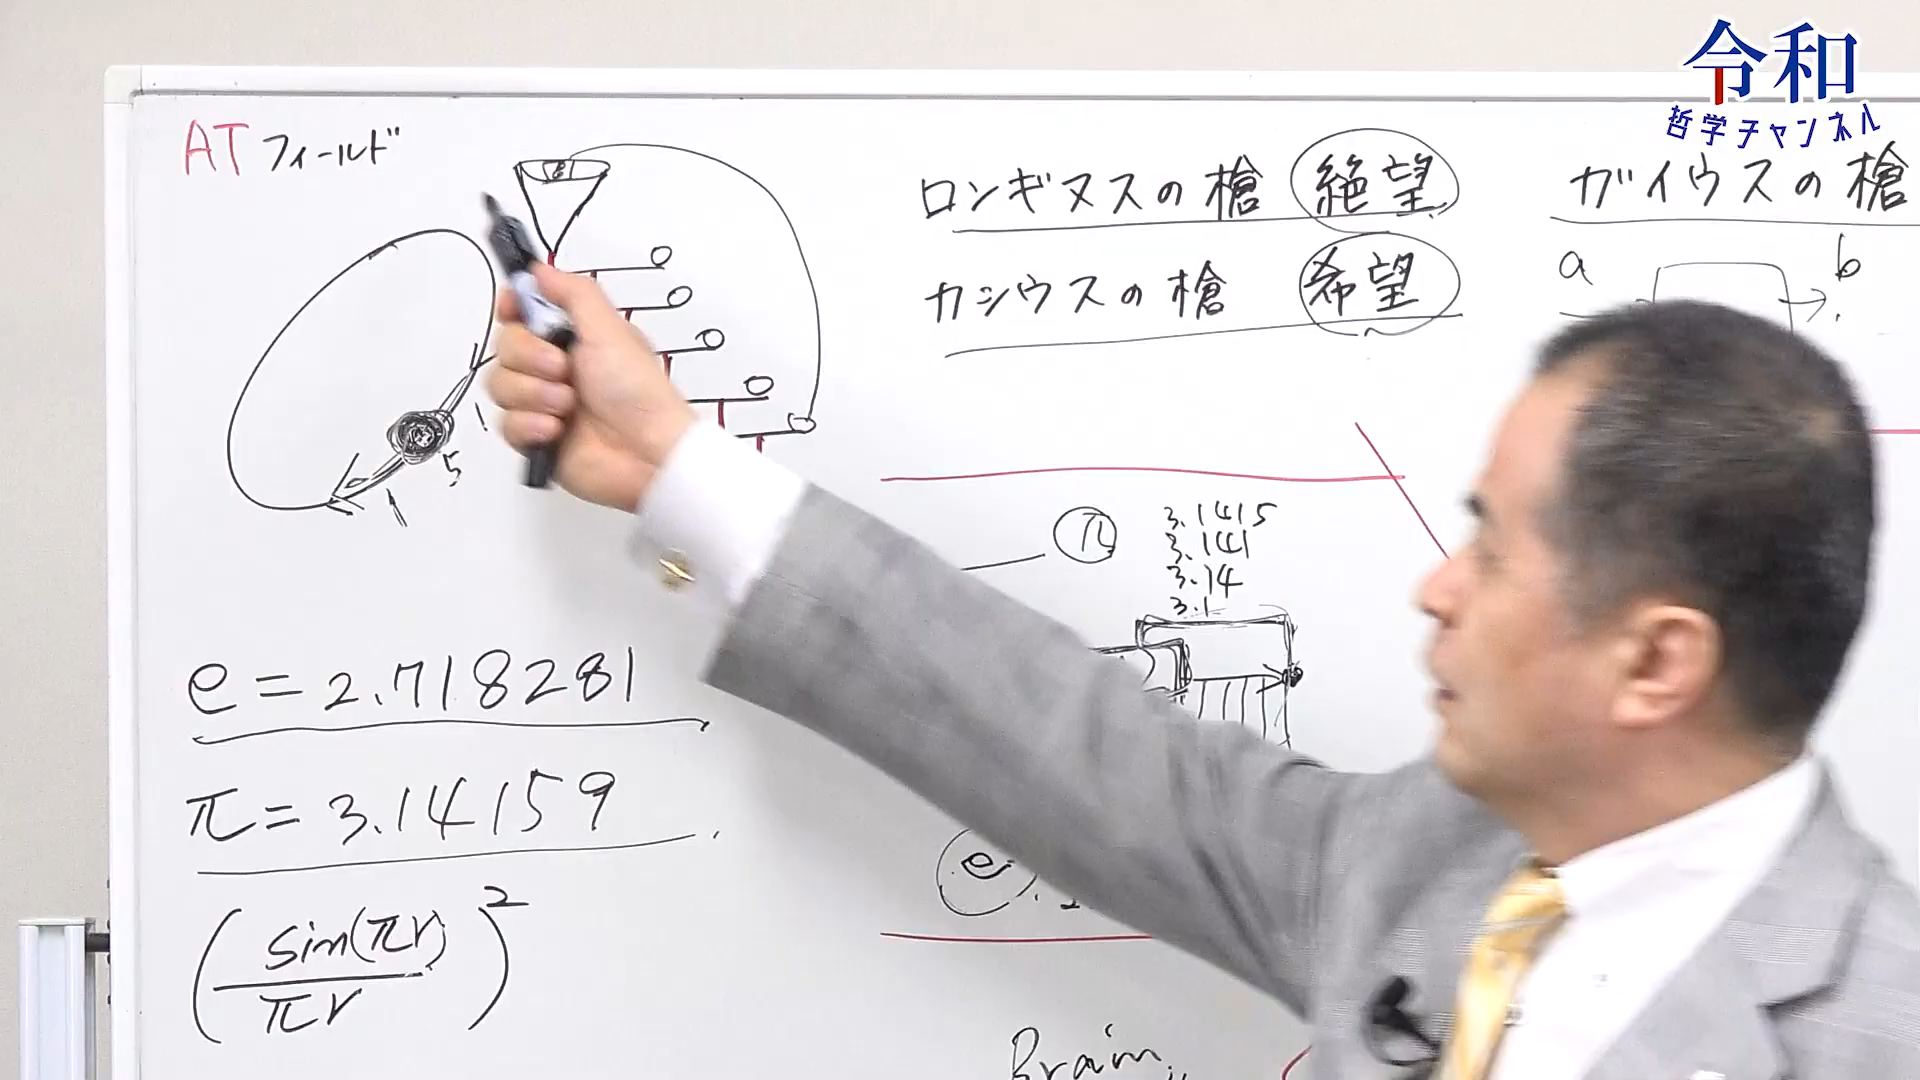 令和
哲学チャンネル
AT フィールド
ロンギヌスの槍 絶望
カシウスの槍 希望
ガイウスの槍
a
b
5
π
3.1415
3.141
3.14
3.1
e = 2.718281
π = 3.14159
e
(sin(πr)/πr)²
Brain